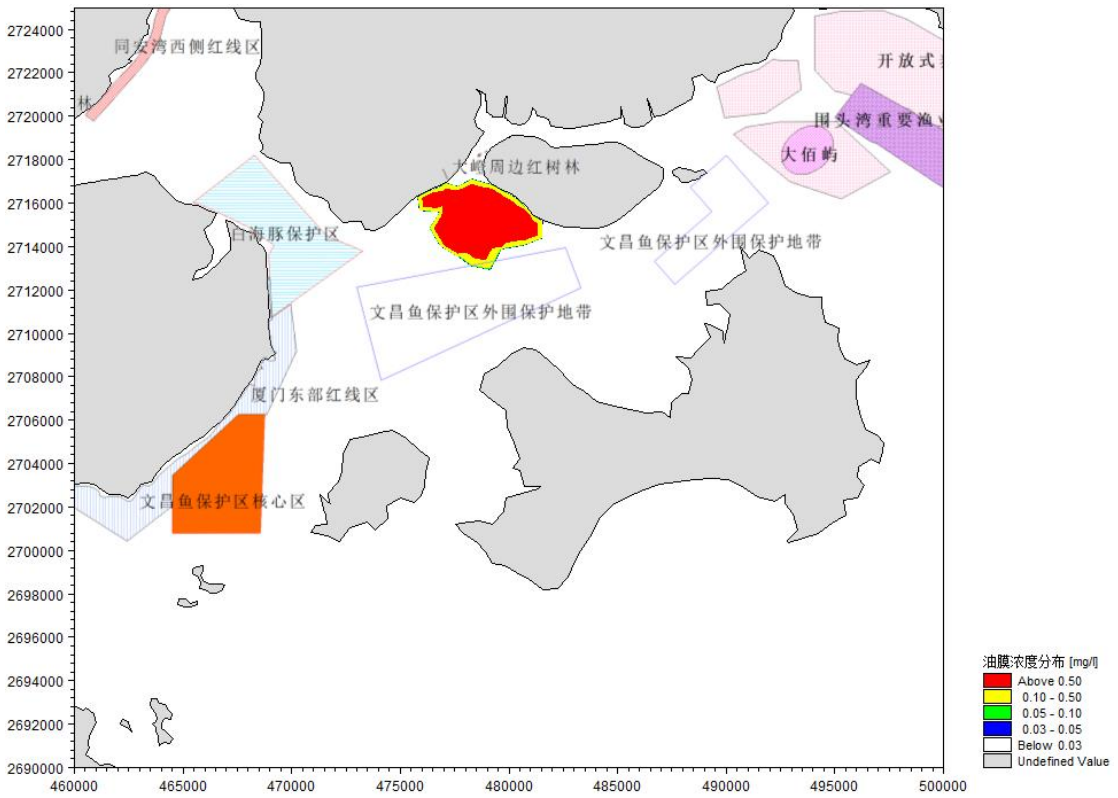 2724000
2722000
2720000
2718000
2716000
2714000
2712000
2710000
2708000
2706000
2704000
2702000
2700000
2698000
2696000
2694000
2692000
2690000
460000
465000
470000
475000
480000
485000
490000
495000
500000
同安湾西侧红线区
开放式
林
围头湾重要渔
大佰屿
大嶝周边红树林
白海豚保护区
文昌鱼保护区外围保护地带
文昌鱼保护区外围保护地带
厦门东部红线区
文昌鱼保护区核心区
油膜浓度分布 [mg/l]
Above 0.50
0.10 - 0.50
0.05 - 0.10
0.03 - 0.05
Below 0.03
Undefined Value